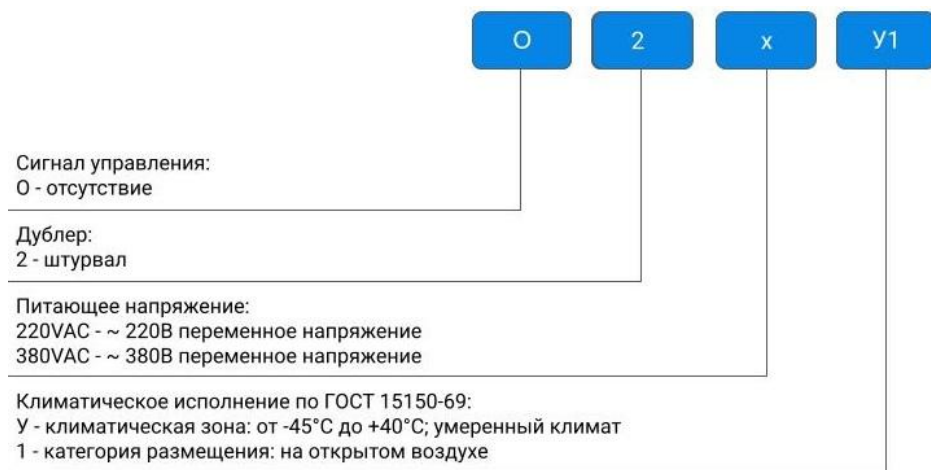 О 2 х У1
Сигнал управления:
О - отсутствие
Дублер:
2 - штурвал
Питающее напряжение:
220VAC - ~ 220В переменное напряжение
380VAC - ~ 380В переменное напряжение
Климатическое исполнение по ГОСТ 15150-69:
У - климатическая зона: от -45°С до +40°С; умеренный климат
1 - категория размещения: на открытом воздухе